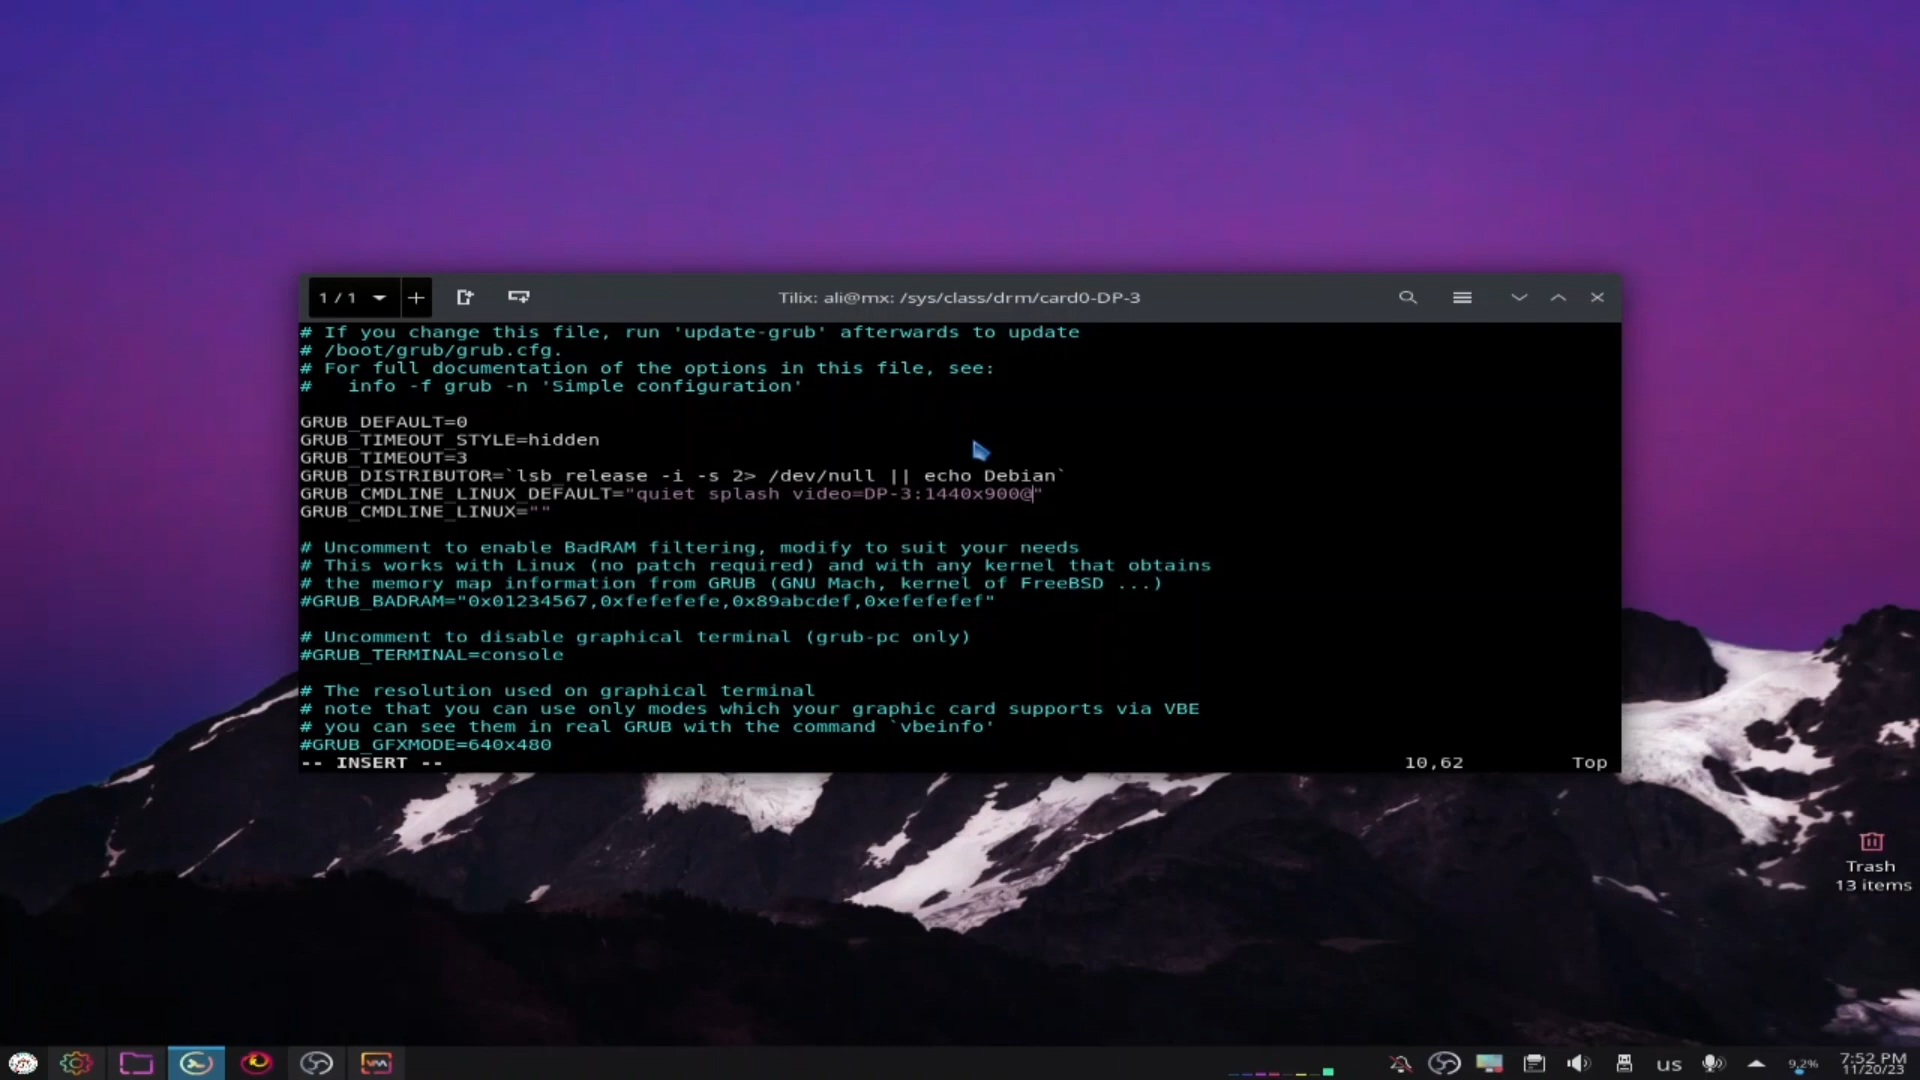 1 / 1
Tilix: ali@mx: /sys/class/drm/card0-DP-3
# If you change this file, run 'update-grub' afterwards to update
# /boot/grub/grub.cfg.
# For full documentation of the options in this file, see:
#   info -f grub -n 'Simple configuration'
GRUB_DEFAULT=0
GRUB_TIMEOUT_STYLE=hidden
GRUB_TIMEOUT=3
GRUB_DISTRIBUTOR=`lsb_release -i -s 2> /dev/null || echo Debian`
GRUB_CMDLINE_LINUX_DEFAULT="quiet splash video=DP-3:1440x900@"
GRUB_CMDLINE_LINUX=""
# Uncomment to enable BadRAM filtering, modify to suit your needs
# This works with Linux (no patch required) and with any kernel that obtains
# the memory map information from GRUB (GNU Mach, kernel of FreeBSD ...)
#GRUB_BADRAM="0x01234567,0xfefefefe,0x89abcdef,0xefefefef"
# Uncomment to disable graphical terminal (grub-pc only)
#GRUB_TERMINAL=console
# The resolution used on graphical terminal
# note that you can use only modes which your graphic card supports via VBE
# you can see them in real GRUB with the command `vbeinfo'
#GRUB_GFXMODE=640x480
-- INSERT --
10,62
Top
Trash
13 items
us
9.2%
7:52 PM
11/20/23